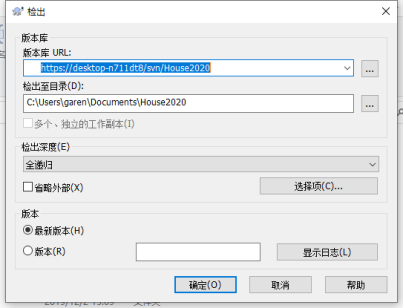 检出
版本库
版本库 URL:
https://desktop-n711dt8/svn/House2020
...
检出至目录(D):
C:\Users\garen\Documents\House2020
...
多个、独立的工作副本(I)
检出深度(E)
全递归
省略外部(X)
选择项(C)...
版本
最新版本(H)
版本(R)
显示日志(L)
确定(O)
取消
帮助